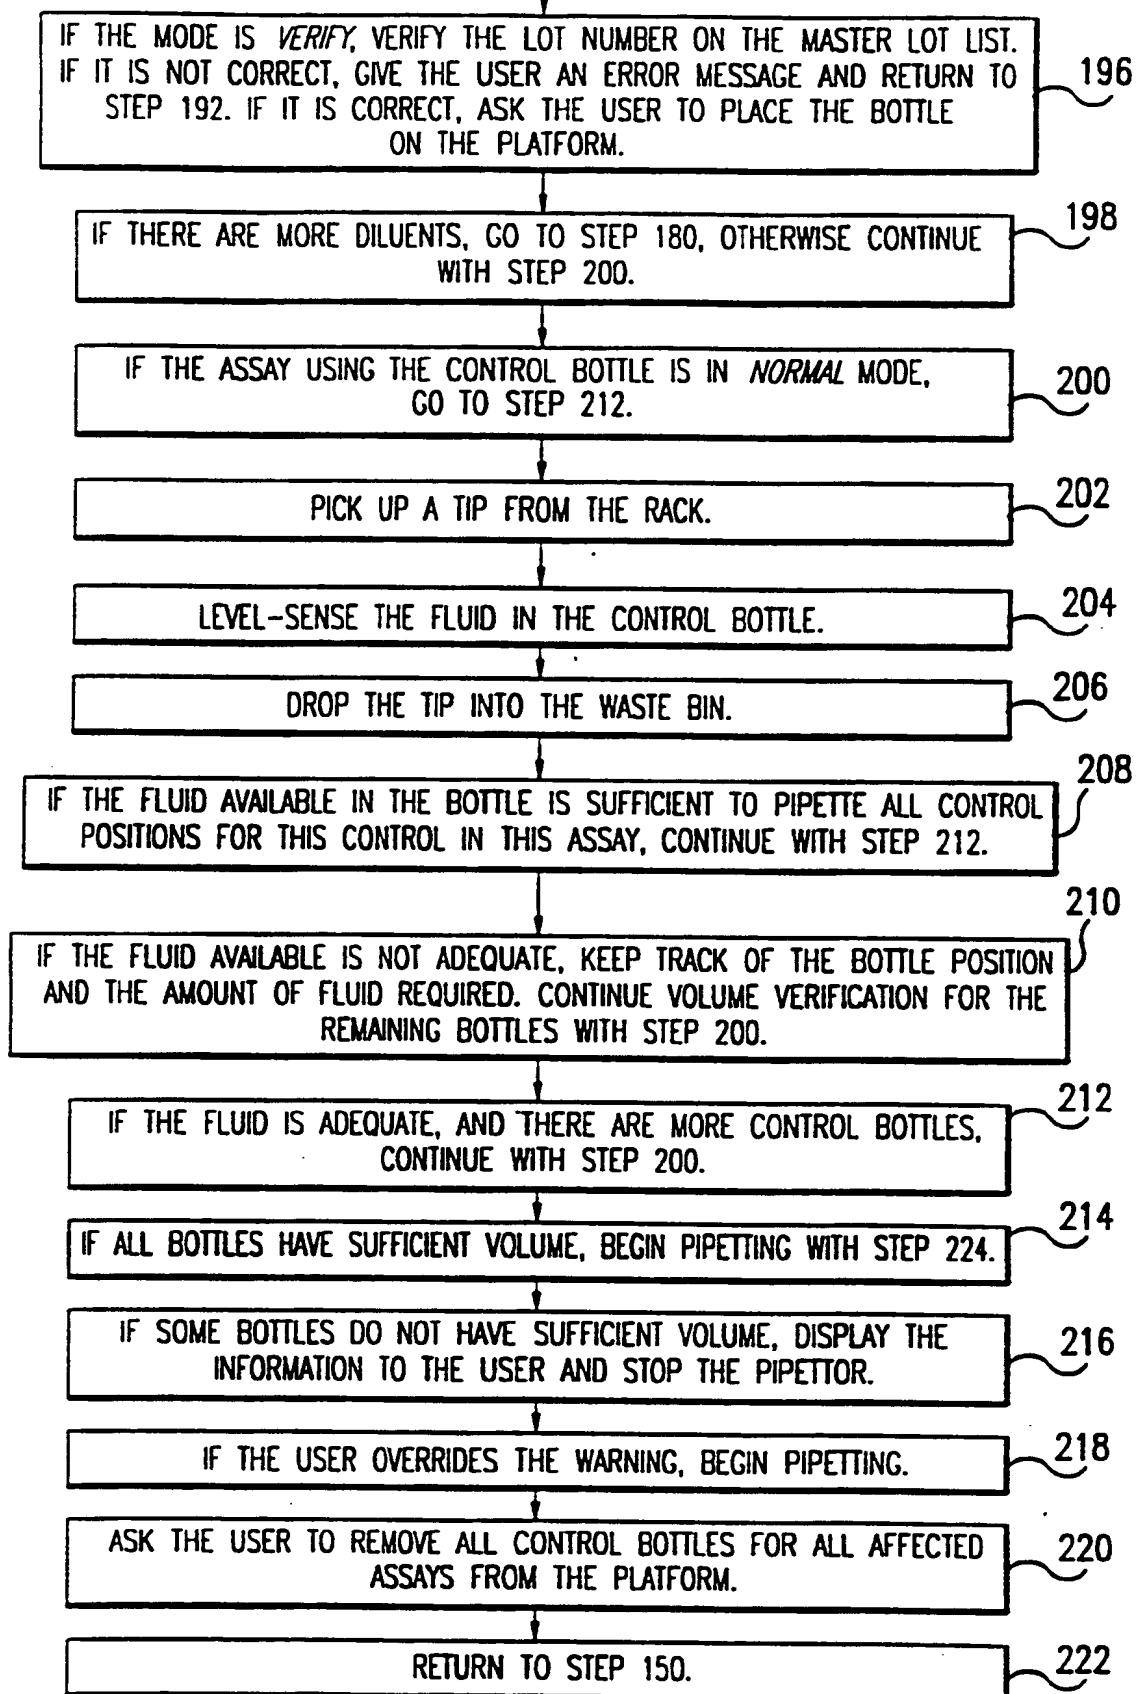 IF THE MODE IS VERIFY, VERIFY THE LOT NUMBER ON THE MASTER LOT LIST.
IF IT IS NOT CORRECT, GIVE THE USER AN ERROR MESSAGE AND RETURN TO
STEP 192. IF IT IS CORRECT, ASK THE USER TO PLACE THE BOTTLE
ON THE PLATFORM.
196
IF THERE ARE MORE DILUENTS, GO TO STEP 180, OTHERWISE CONTINUE
WITH STEP 200.
198
IF THE ASSAY USING THE CONTROL BOTTLE IS IN NORMAL MODE,
GO TO STEP 212.
200
PICK UP A TIP FROM THE RACK.
202
LEVEL-SENSE THE FLUID IN THE CONTROL BOTTLE.
204
DROP THE TIP INTO THE WASTE BIN.
206
IF THE FLUID AVAILABLE IN THE BOTTLE IS SUFFICIENT TO PIPETTE ALL CONTROL
POSITIONS FOR THIS CONTROL IN THIS ASSAY, CONTINUE WITH STEP 212.
208
IF THE FLUID AVAILABLE IS NOT ADEQUATE, KEEP TRACK OF THE BOTTLE POSITION
AND THE AMOUNT OF FLUID REQUIRED. CONTINUE VOLUME VERIFICATION FOR THE
REMAINING BOTTLES WITH STEP 200.
210
IF THE FLUID IS ADEQUATE, AND THERE ARE MORE CONTROL BOTTLES,
CONTINUE WITH STEP 200.
212
IF ALL BOTTLES HAVE SUFFICIENT VOLUME, BEGIN PIPETTING WITH STEP 224.
214
IF SOME BOTTLES DO NOT HAVE SUFFICIENT VOLUME, DISPLAY THE
INFORMATION TO THE USER AND STOP THE PIPETTOR.
216
IF THE USER OVERRIDES THE WARNING, BEGIN PIPETTING.
218
ASK THE USER TO REMOVE ALL CONTROL BOTTLES FOR ALL AFFECTED
ASSAYS FROM THE PLATFORM.
220
RETURN TO STEP 150.
222